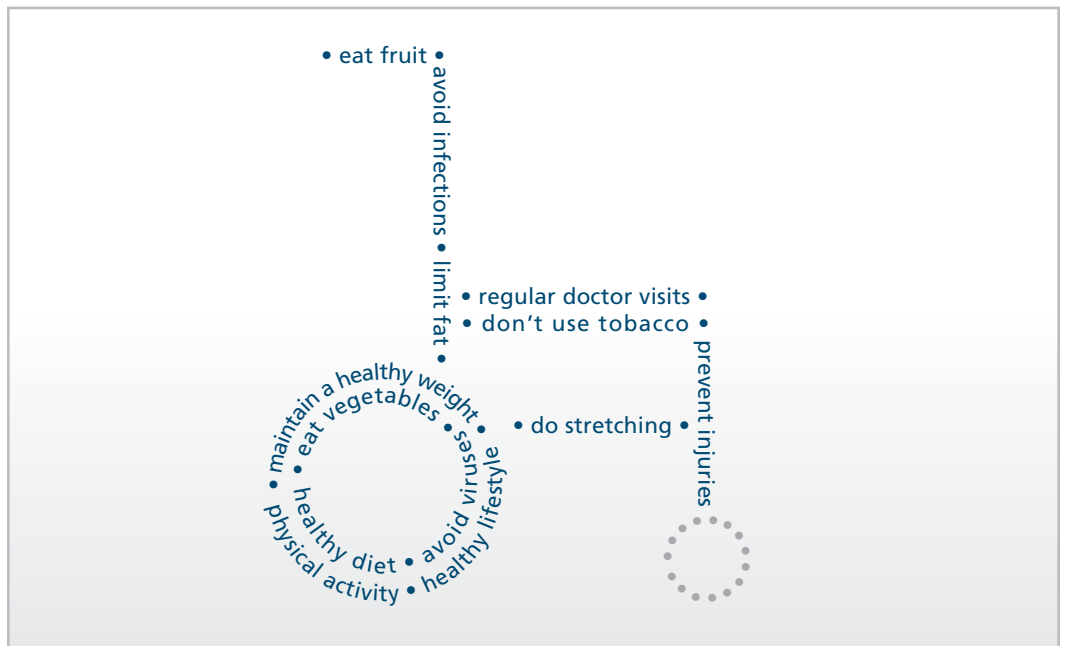 • eat fruit •
avoid infections • limit fat •
• regular doctor visits •
• don't use tobacco •
prevent injuries
• do stretching •
• maintain a healthy weight •
healthy lifestyle
• physical activity •
• eat vegetables •
avoid viruses
healthy diet •